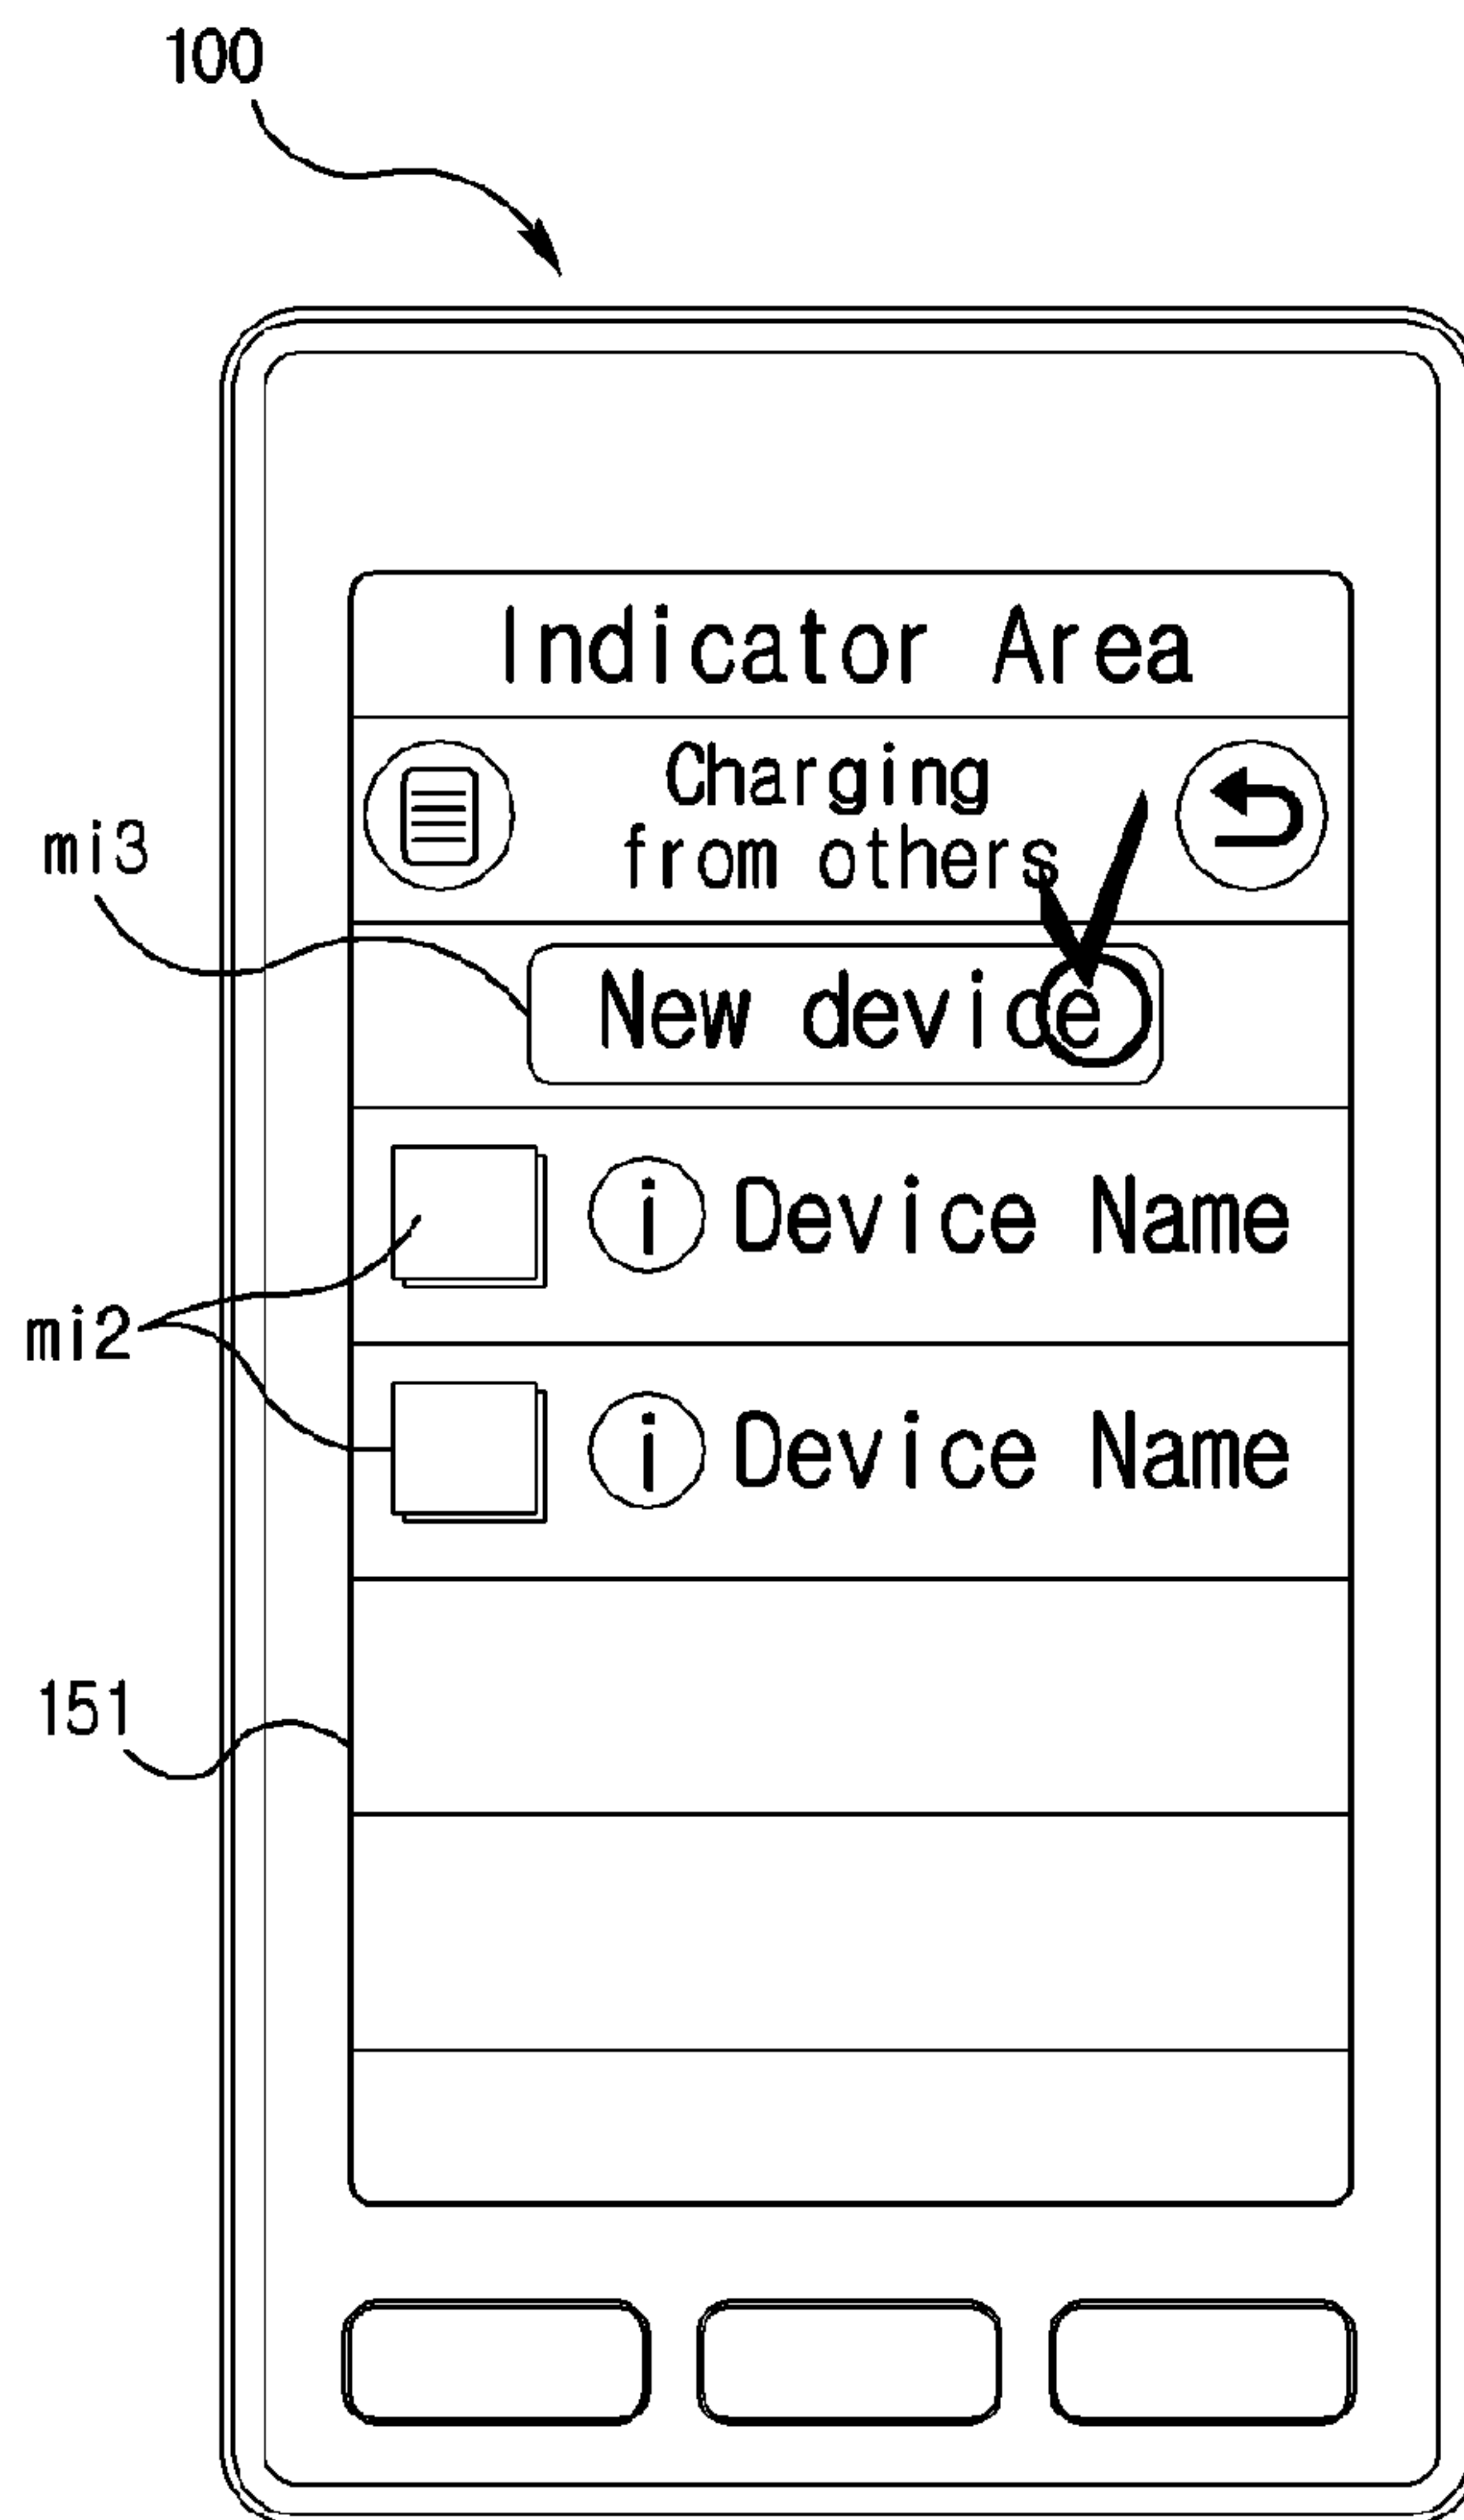 100
Indicator Area
Charging
from others
mi3
New device
i Device Name
mi2
i Device Name
151